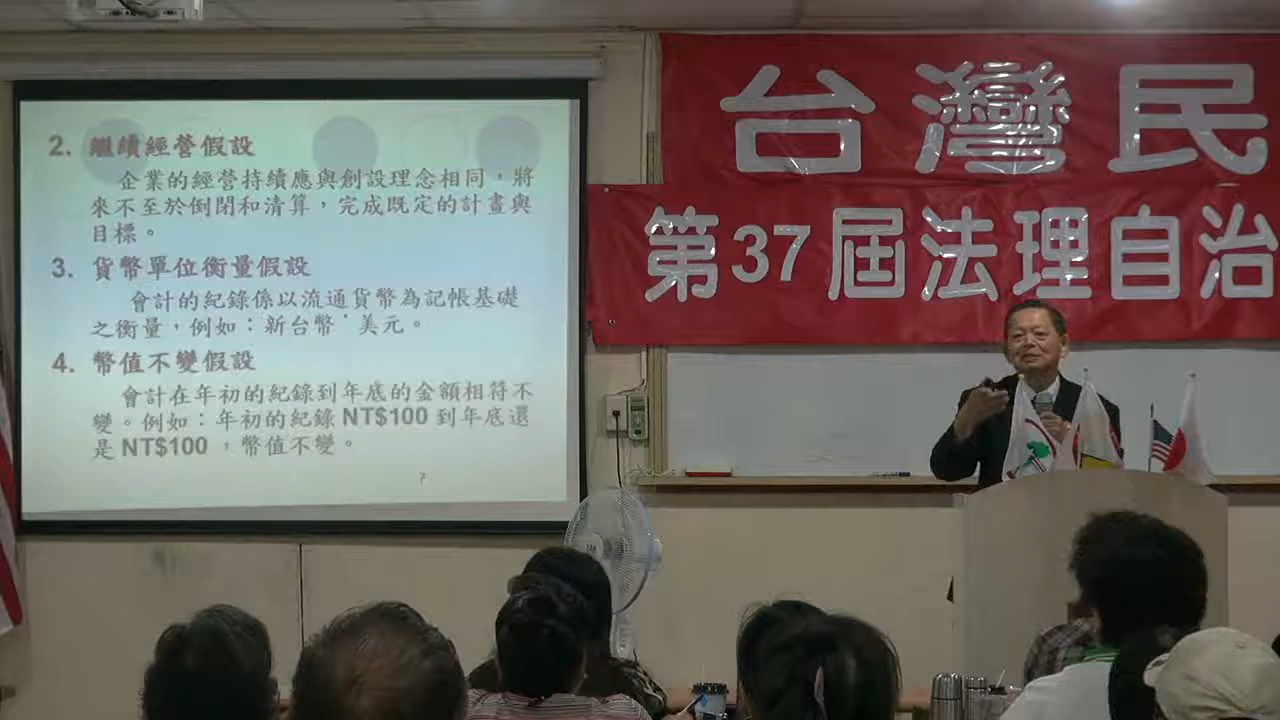 2. 繼續經營假設
企業的經營持續應與創設理念相同，將
來不至於倒閉和清算，完成既定的計畫與
目標。
3. 貨幣單位衡量假設
會計的紀錄係以流通貨幣為記帳基礎
之衡量，例如：新台幣、美元。
4. 幣值不變假設
會計在年初的紀錄到年底的金額相符不
變。例如：年初的紀錄 NT$100 到年底還
是 NT$100 ，幣值不變。
7
台灣民
第37屆法理自治